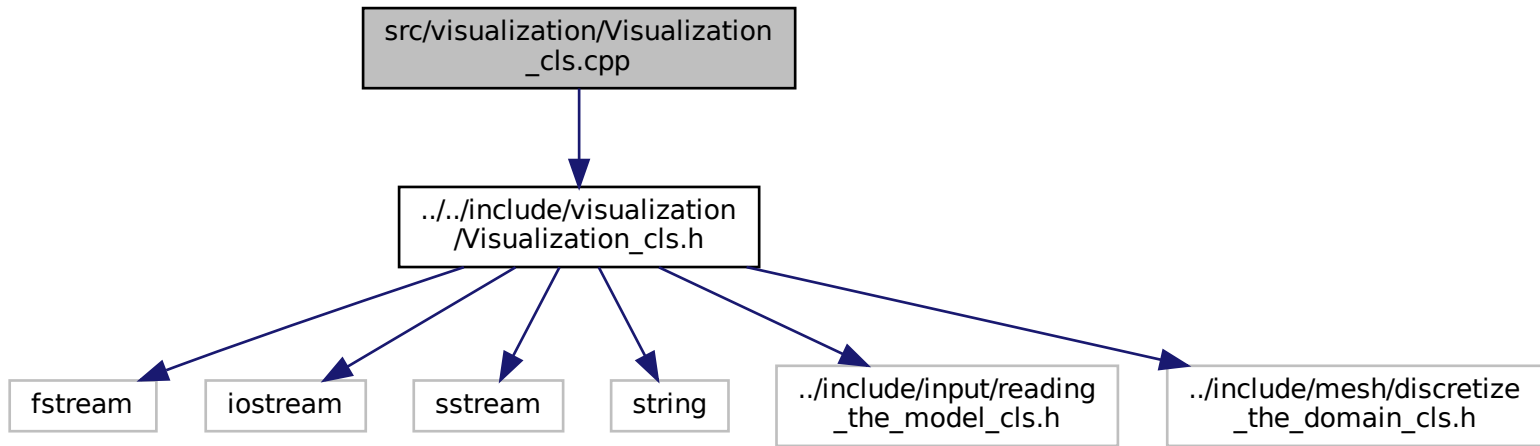 src/visualization/Visualization
_cls.cpp
../../include/visualization
/Visualization_cls.h
fstream
iostream
sstream
string
../include/input/reading
_the_model_cls.h
../include/mesh/discretize
_the_domain_cls.h